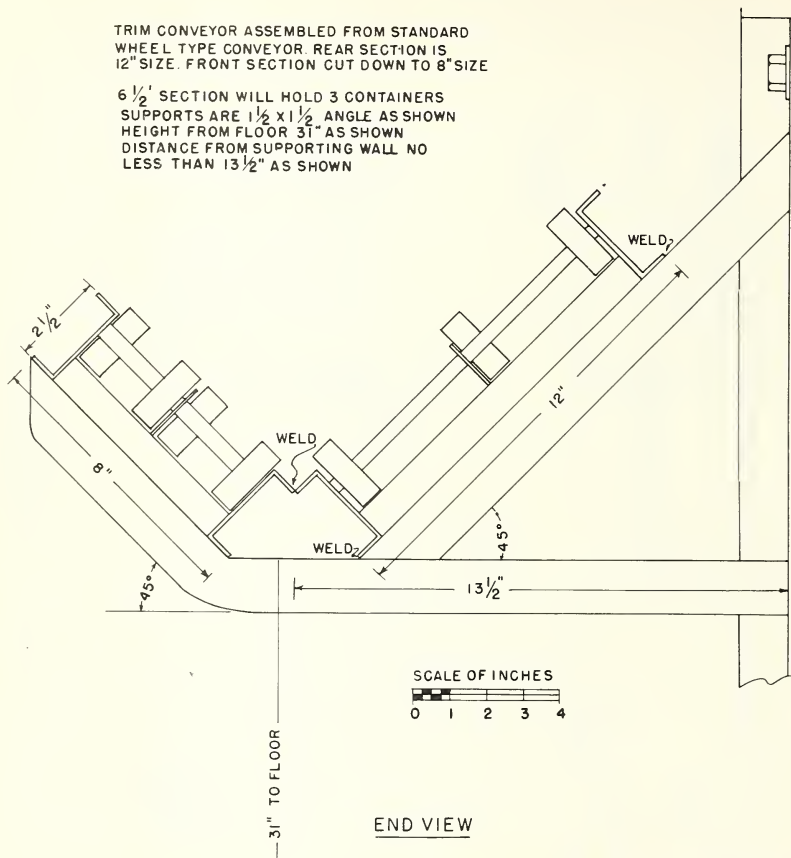 TRIM CONVEYOR ASSEMBLED FROM STANDARD
WHEEL TYPE CONVEYOR. REAR SECTION IS
12" SIZE. FRONT SECTION CUT DOWN TO 8" SIZE
6 1/2' SECTION WILL HOLD 3 CONTAINERS
SUPPORTS ARE 1 1/2 X 1 1/2 ANGLE AS SHOWN
HEIGHT FROM FLOOR 31" AS SHOWN
DISTANCE FROM SUPPORTING WALL NO
LESS THAN 13 1/2" AS SHOWN
WELD
2 1/2"
12"
WELD
8"
WELD
45°
45°
13 1/2"
SCALE OF INCHES
0 1 2 3 4
31" TO FLOOR
END VIEW